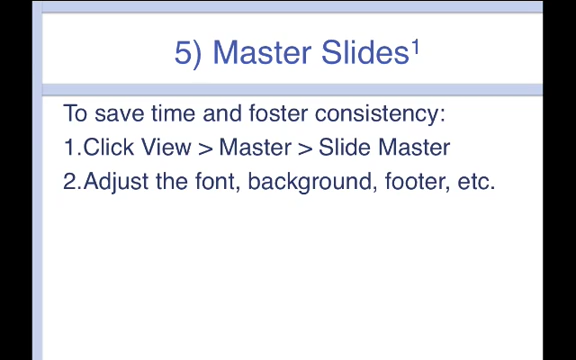 5) Master Slides¹
To save time and foster consistency:
1.Click View > Master > Slide Master
2.Adjust the font, background, footer, etc.